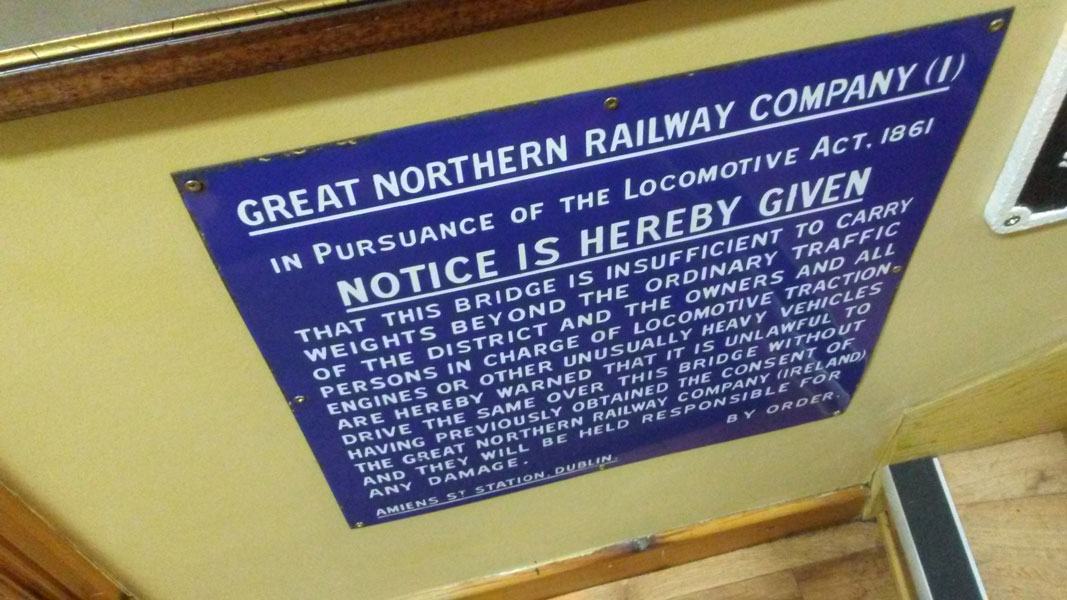 GREAT NORTHERN RAILWAY COMPANY (I)
IN PURSUANCE OF THE LOCOMOTIVE ACT, 1861
NOTICE IS HEREBY GIVEN
THAT THIS BRIDGE IS INSUFFICIENT TO CARRY
WEIGHTS BEYOND THE ORDINARY TRAFFIC
OF THE DISTRICT AND THE OWNERS AND ALL
PERSONS IN CHARGE OF LOCOMOTIVE TRACTION
ENGINES OR OTHER UNUSUALLY HEAVY VEHICLES
ARE HEREBY WARNED THAT IT IS UNLAWFUL TO
DRIVE THE SAME OVER THIS BRIDGE WITHOUT
HAVING PREVIOUSLY OBTAINED THE CONSENT OF
THE GREAT NORTHERN RAILWAY COMPANY (IRELAND)
AND THEY WILL BE HELD RESPONSIBLE FOR
ANY DAMAGE. BY ORDER.
AMIENS ST STATION, DUBLIN.